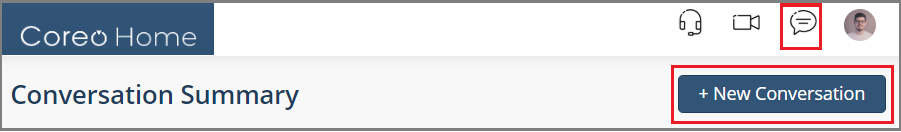 Coreo Home
Conversation Summary
+ New Conversation